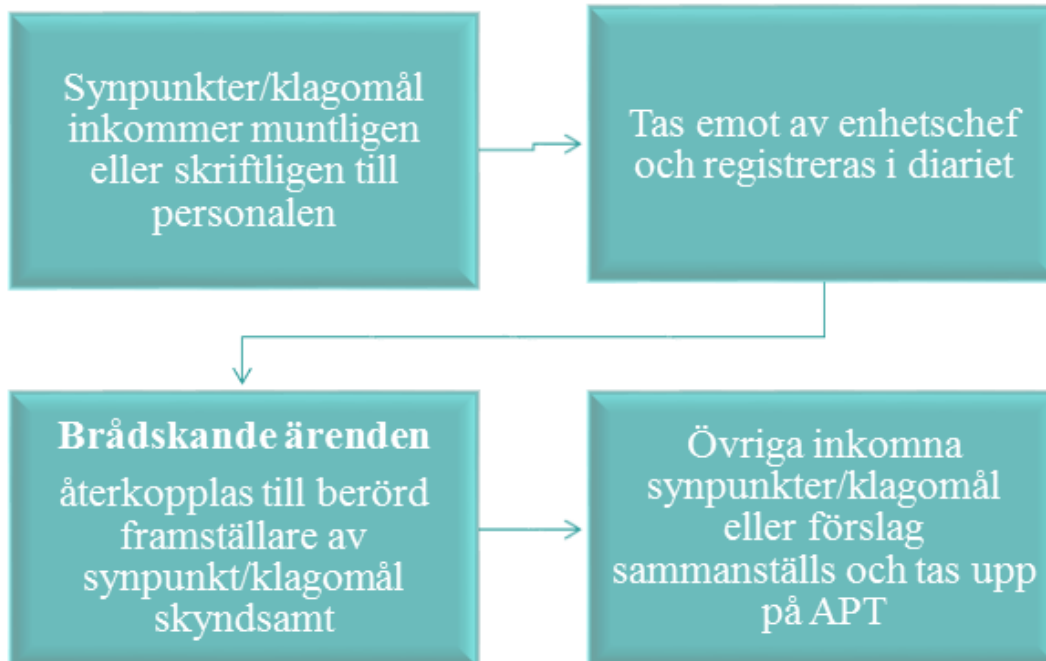 Synpunkter/klagomål
inkommer muntligen
eller skriftligen till
personalen
Tas emot av enhetschef
och registreras i diariet
Brådskande ärenden
återkopplas till berörd
framställare av
synpunkt/klagomål
skyndsamt
Övriga inkomna
synpunkter/klagomål
eller förslag
sammanställs och tas upp
på APT